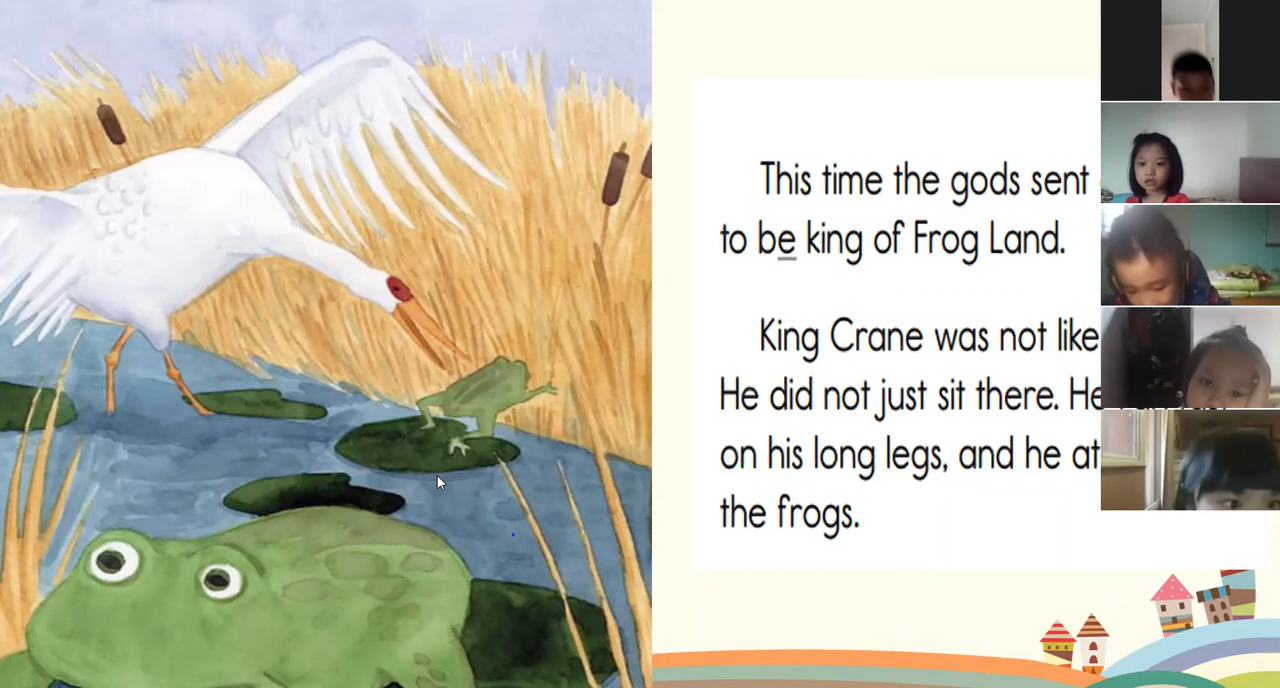 This time the gods sent
to be king of Frog Land.
King Crane was not like
He did not just sit there. He
on his long legs, and he at
the frogs.